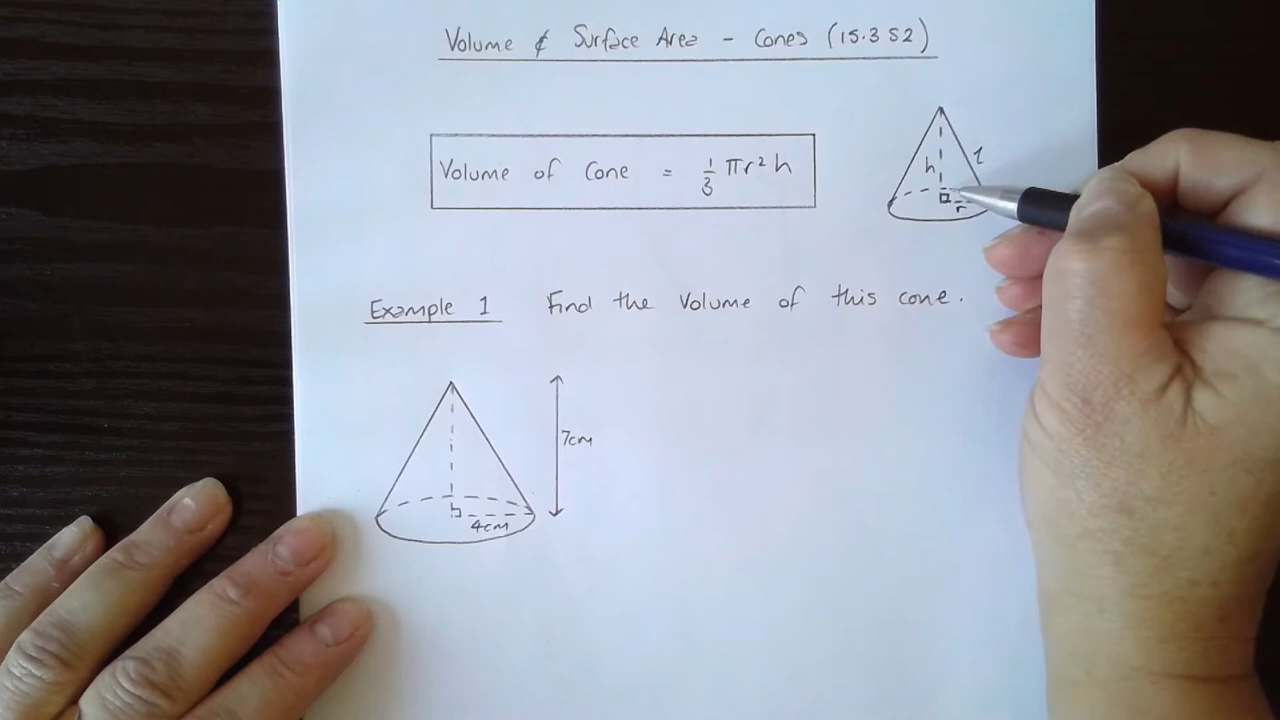 Volume & Surface Area - Cones (15.3 S2)
Volume of Cone = 1/3 πr²h
h
l
r
Example 1 Find the Volume of this cone.
7cm
4cm